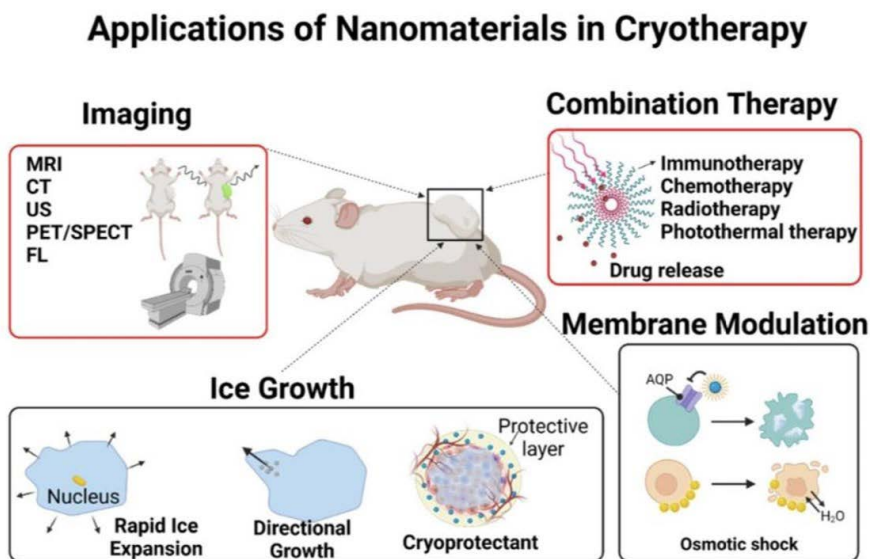 Applications of Nanomaterials in Cryotherapy
Imaging
MRI
CT
US
PET/SPECT
FL
Combination Therapy
Immunotherapy
Chemotherapy
Radiotherapy
Photothermal therapy
Drug release
Membrane Modulation
AQP
H₂O
Osmotic shock
Ice Growth
Nucleus
Rapid Ice
Expansion
Directional
Growth
Protective
layer
Cryoprotectant